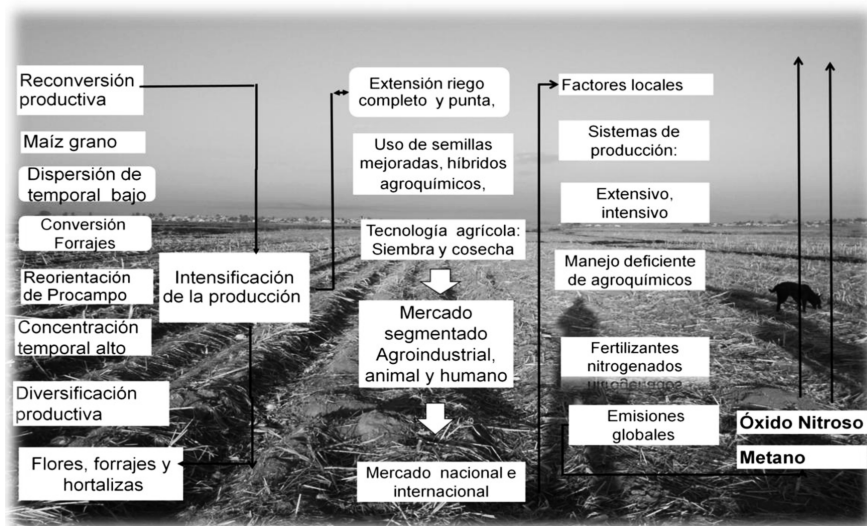 Reconversión
productiva
Maíz grano
Dispersión de
temporal bajo
Conversión
Forrajes
Reorientación
de Procampo
Concentración
temporal alto
Diversificación
productiva
Flores, forrajes y
hortalizas
Intensificación
de la producción
Extensión riego
completo y punta,
Uso de semillas
mejoradas, híbridos
agroquímicos,
Tecnología agrícola:
Siembra y cosecha
Mercado
segmentado
Agroindustrial,
animal y humano
Mercado nacional e
internacional
Factores locales
Sistemas de
producción:
Extensivo,
intensivo
Manejo deficiente
de agroquímicos
Fertilizantes
nitrogenados
Emisiones
globales
Óxido Nitroso
Metano